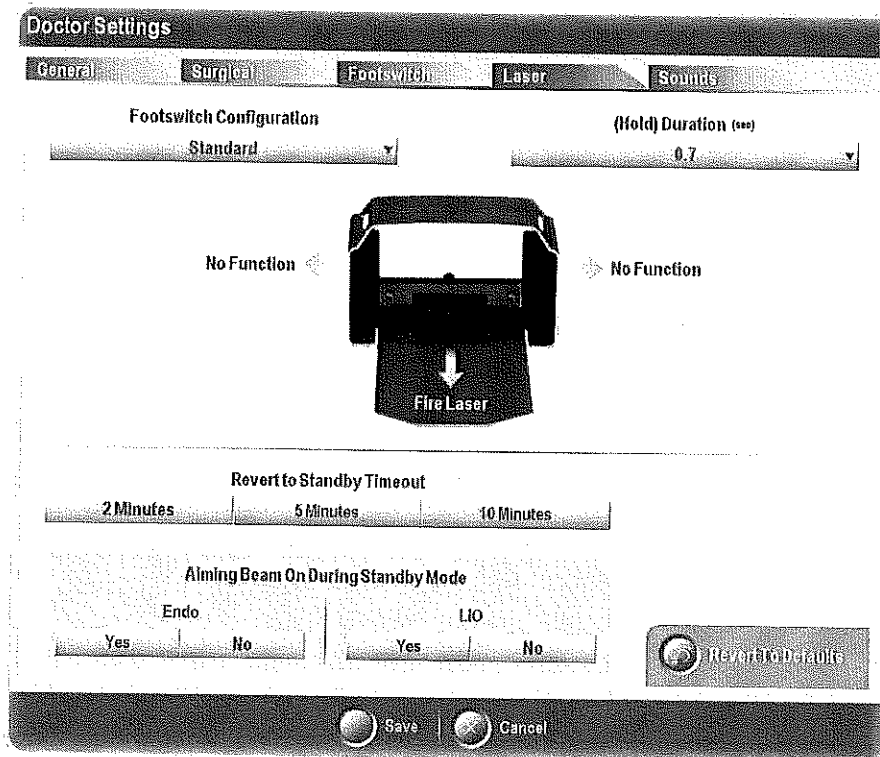 Doctor Settings
General Surgical Footswitch Laser Sounds
Footswitch Configuration
(Hold) Duration (sec)
Standard
0.7
No Function
No Function
Fire Laser
Revert to Standby Timeout
2 Minutes 5 Minutes 10 Minutes
Aiming Beam On During Standby Mode
Endo
LIO
Yes No
Yes No
Revert To Defaults
Save Cancel